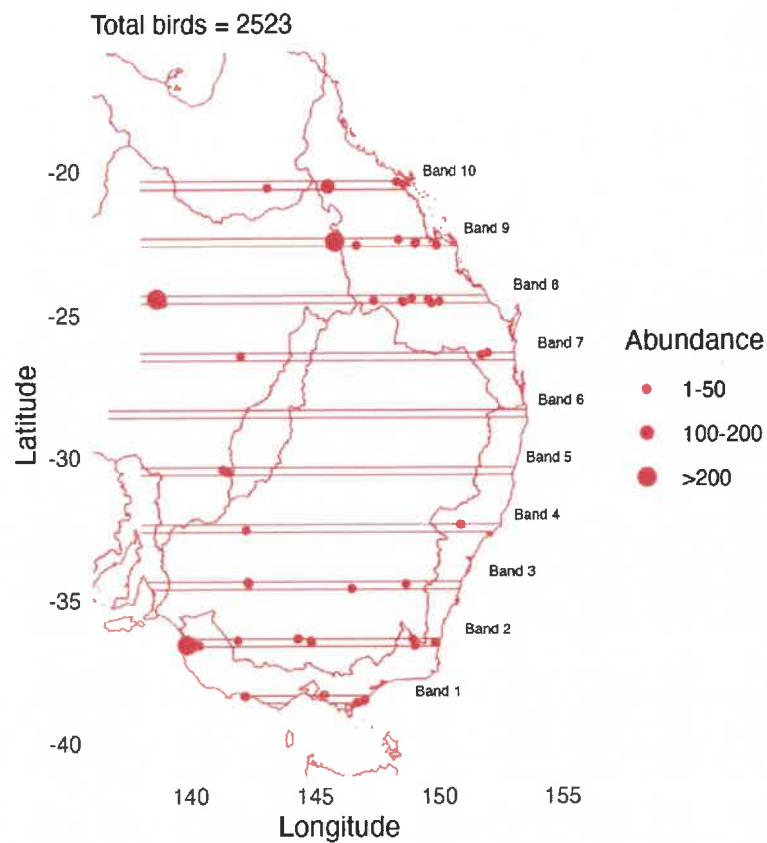 Total birds = 2523
Band 10
-20
Band 9
Band 8
-25
Band 7
Abundance
1-50
Band 6
100-200
Latitude
>200
-30
Band 5
Band 4
Band 3
-35
Band 2
Band 1
-40
140
145
150
155
Longitude